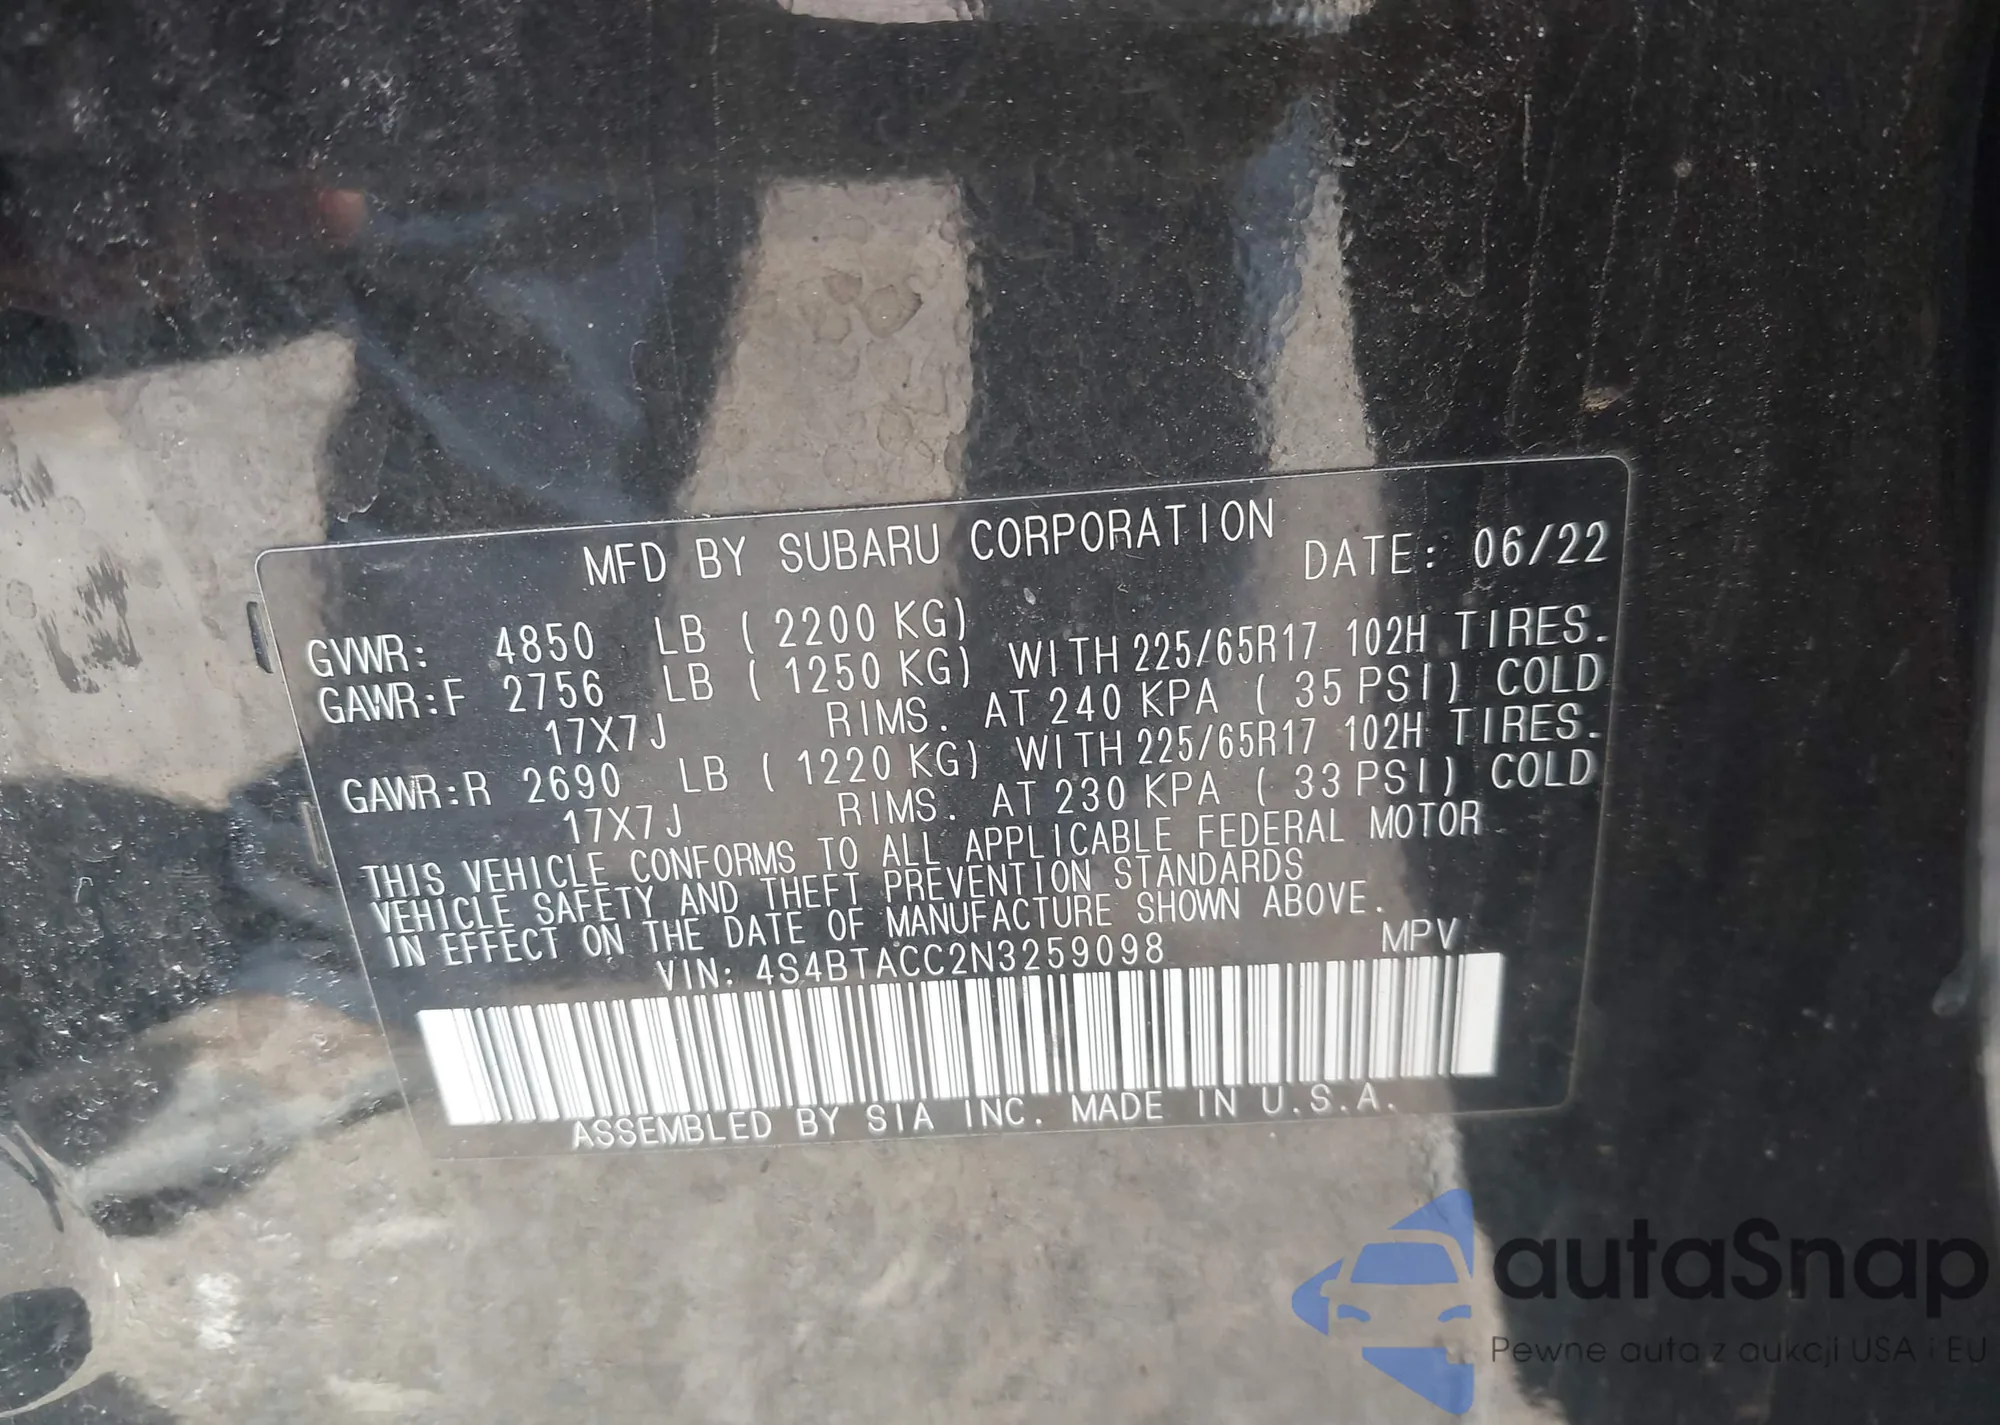 MFD BY SUBARU CORPORATION DATE: 06/22
GVWR: 4850 LB ( 2200 KG)
GAWR:F 2756 LB ( 1250 KG) WITH 225/65R17 102H TIRES.
17X7J RIMS. AT 240 KPA ( 35 PSI) COLD
GAWR:R 2690 LB ( 1220 KG) WITH 225/65R17 102H TIRES.
17X7J RIMS. AT 230 KPA ( 33 PSI) COLD
THIS VEHICLE CONFORMS TO ALL APPLICABLE FEDERAL MOTOR
VEHICLE SAFETY AND THEFT PREVENTION STANDARDS
IN EFFECT ON THE DATE OF MANUFACTURE SHOWN ABOVE.
VIN: 4S4BTACC2N3259098 MPV
ASSEMBLED BY SIA INC. MADE IN U.S.A.
autaSnap
Pewne auta z aukcji USA i EU